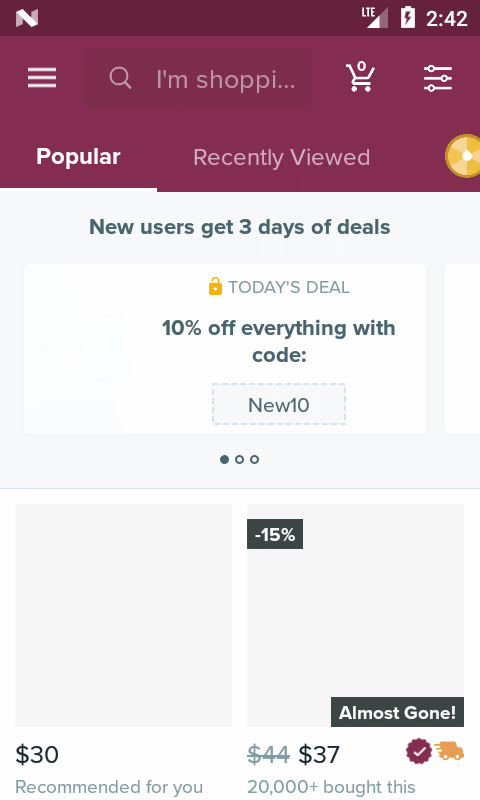 LTE 2:42
I'm shoppi...
0
Popular
Recently Viewed
New users get 3 days of deals
TODAY'S DEAL
10% off everything with
code:
New10
-15%
Almost Gone!
$30
$44 $37
Recommended for you
20,000+ bought this